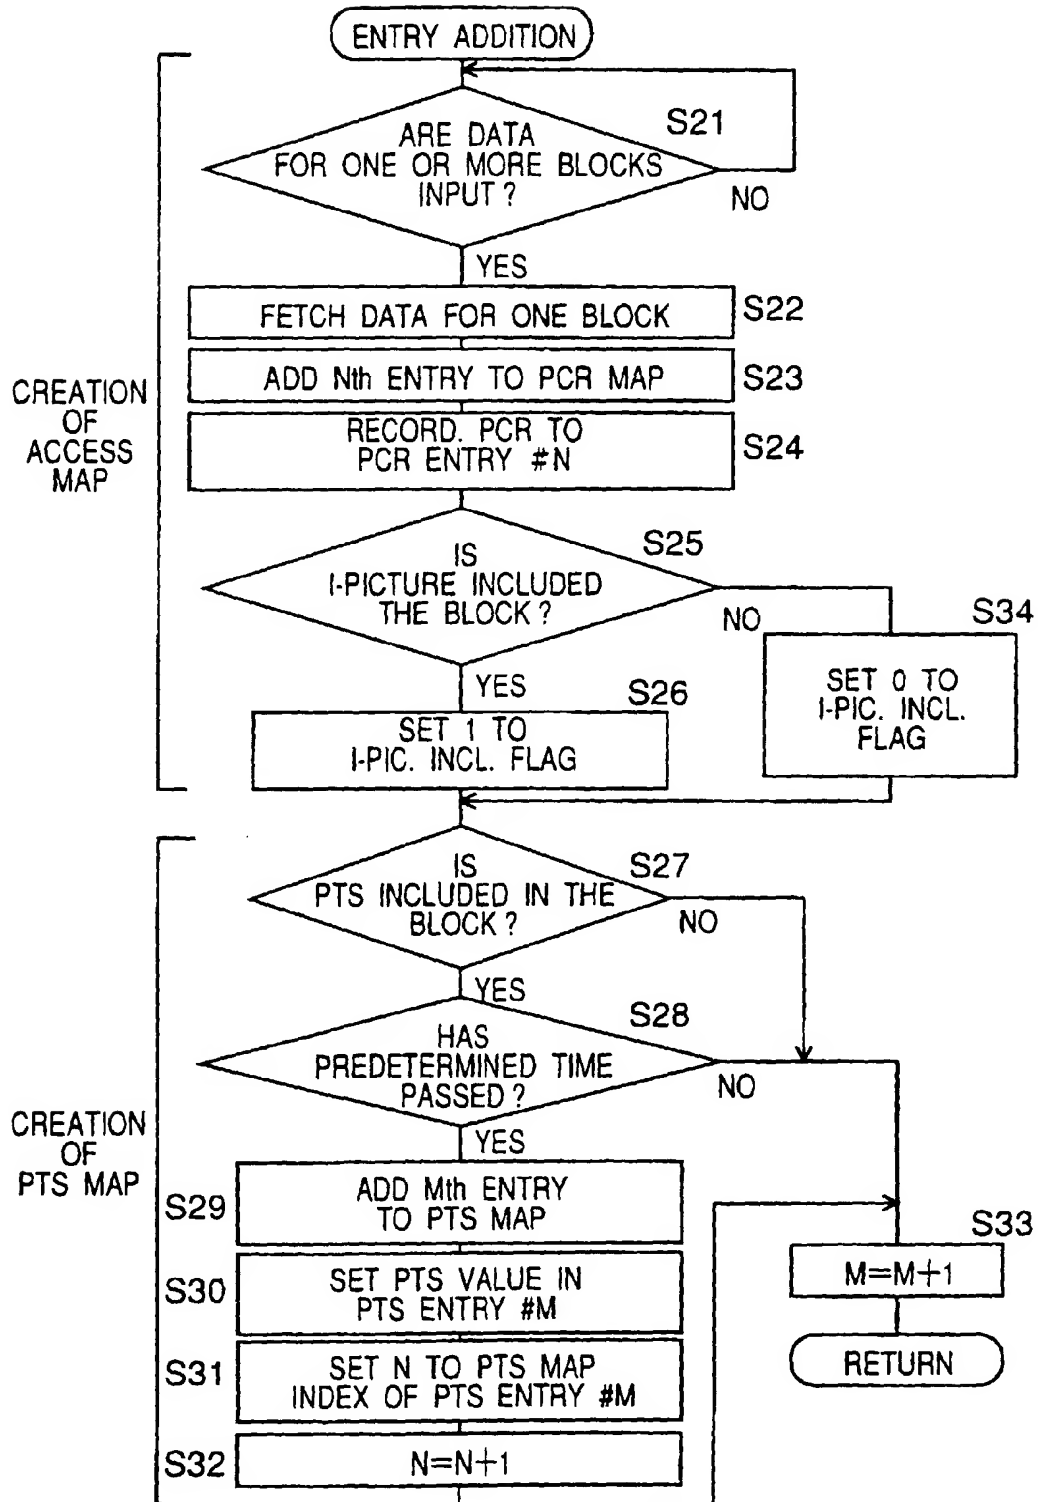 ENTRY ADDITION
S21
ARE DATA
FOR ONE OR MORE BLOCKS
INPUT?
NO
YES
FETCH DATA FOR ONE BLOCK
S22
ADD Nth ENTRY TO PCR MAP
S23
RECORD. PCR TO
PCR ENTRY #N
S24
CREATION
OF
ACCESS
MAP
S25
IS
I-PICTURE INCLUDED
THE BLOCK?
NO
S34
YES
S26
SET 0 TO
I-PIC. INCL.
FLAG
SET 1 TO
I-PIC. INCL. FLAG
S27
IS
PTS INCLUDED IN THE
BLOCK?
NO
YES
S28
HAS
PREDETERMINED TIME
PASSED?
NO
YES
CREATION
OF
PTS MAP
S29
ADD Mth ENTRY
TO PTS MAP
S33
M=M+1
S30
SET PTS VALUE IN
PTS ENTRY #M
RETURN
S31
SET N TO PTS MAP
INDEX OF PTS ENTRY #M
S32
N=N+1